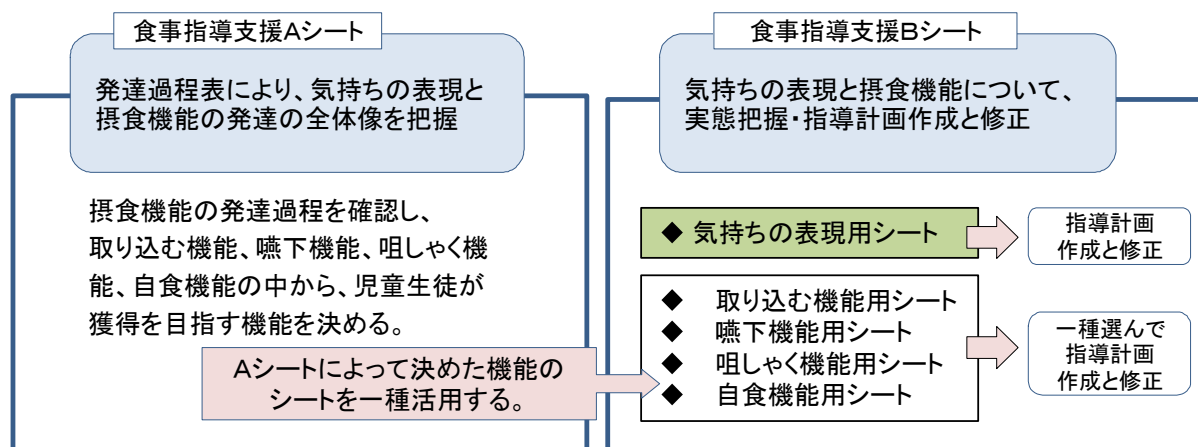 食事指導支援Aシート
発達過程表により、気持ちの表現と
摂食機能の発達の全体像を把握
摂食機能の発達過程を確認し、
取り込む機能、嚥下機能、咀しゃく機
能、自食機能の中から、児童生徒が
獲得を目指す機能を決める。
Aシートによって決めた機能の
シートを一種活用する。
食事指導支援Bシート
気持ちの表現と摂食機能について、
実態把握・指導計画作成と修正
◆ 気持ちの表現用シート
指導計画
作成と修正
◆ 取り込む機能用シート
◆ 嚥下機能用シート
◆ 咀しゃく機能用シート
◆ 自食機能用シート
一種選んで
指導計画
作成と修正